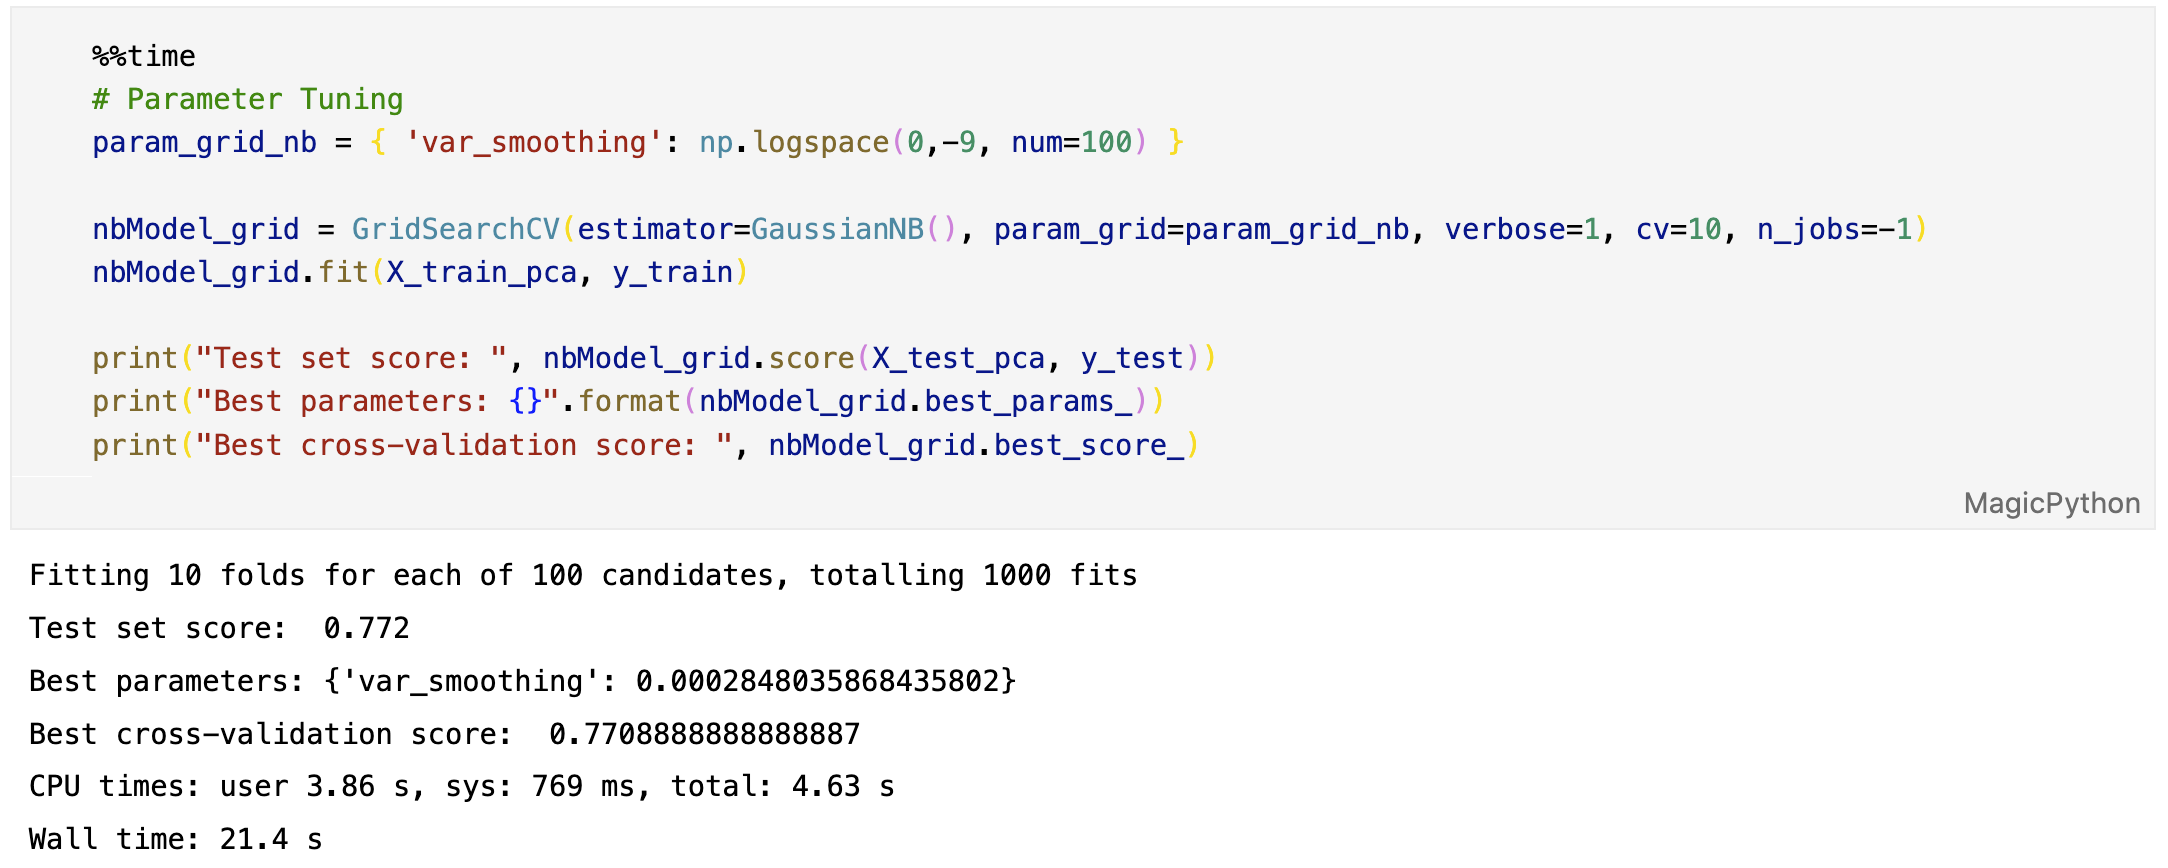 %%time
# Parameter Tuning
param_grid_nb = { 'var_smoothing': np.logspace(0,-9, num=100) }
nbModel_grid = GridSearchCV(estimator=GaussianNB(), param_grid=param_grid_nb, verbose=1, cv=10, n_jobs=-1)
nbModel_grid.fit(X_train_pca, y_train)
print("Test set score: ", nbModel_grid.score(X_test_pca, y_test))
print("Best parameters: {}".format(nbModel_grid.best_params_))
print("Best cross-validation score: ", nbModel_grid.best_score_)
MagicPython
Fitting 10 folds for each of 100 candidates, totalling 1000 fits
Test set score:  0.772
Best parameters: {'var_smoothing': 0.0002848035868435802}
Best cross-validation score:  0.7708888888888887
CPU times: user 3.86 s, sys: 769 ms, total: 4.63 s
Wall time: 21.4 s